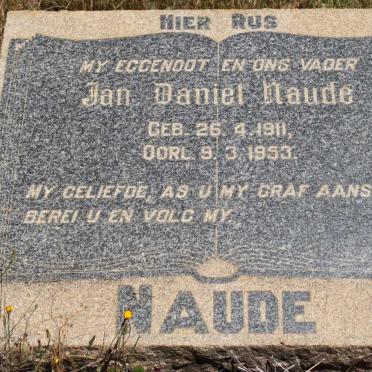 HIER RUS
MY EGGENOOT EN ONS VADER
Jan Daniel Naude
GEB. 26.4.1911,
OORL. 9.3.1953.
MY GELIEFDE, AS U MY GRAF AANS
BEREI U EN VOLG MY
NAUDE